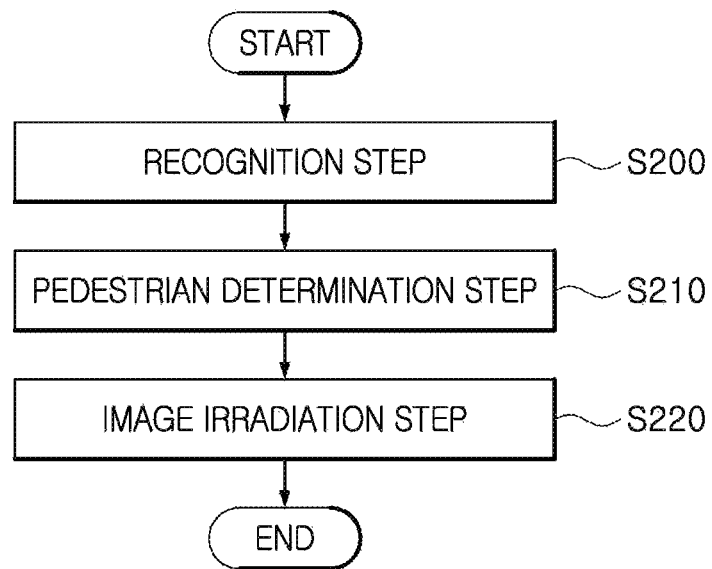 START
RECOGNITION STEP S200
PEDESTRIAN DETERMINATION STEP S210
IMAGE IRRADIATION STEP S220
END